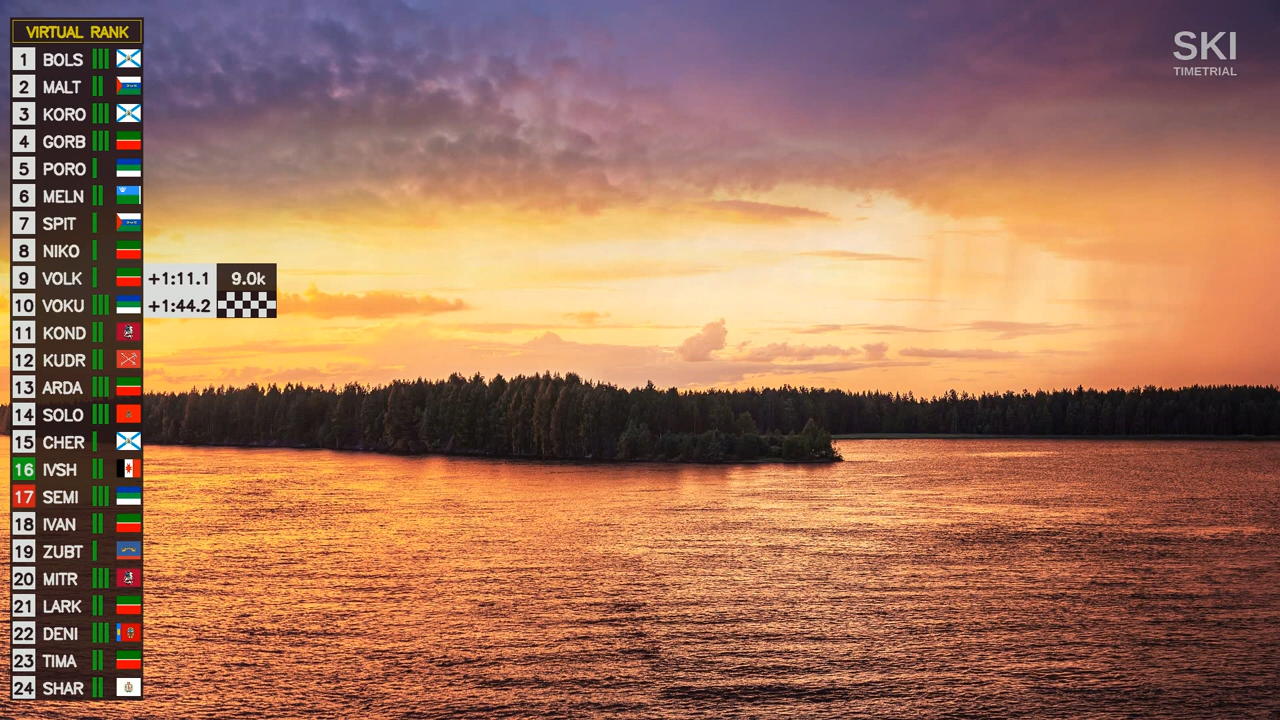 VIRTUAL RANK
1 BOLS
2 MALT
3 KORO
4 GORB
5 PORO
6 MELN
7 SPIT
8 NIKO
9 VOLK +1:11.1 9.0k
10 VOKU +1:44.2
11 KOND
12 KUDR
13 ARDA
14 SOLO
15 CHER
16 IVSH
17 SEMI
18 IVAN
19 ZUBT
20 MITR
21 LARK
22 DENI
23 TIMA
24 SHAR
SKI
TIMETRIAL